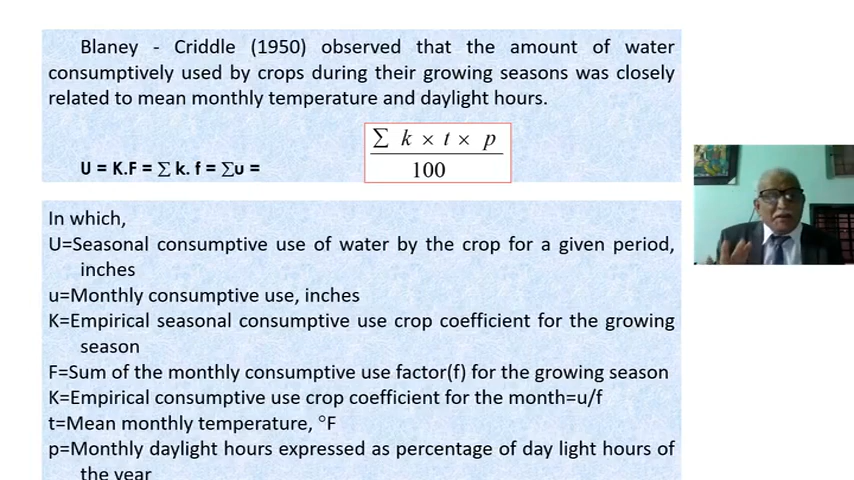 Blaney - Criddle (1950) observed that the amount of water
consumptively used by crops during their growing seasons was closely
related to mean monthly temperature and daylight hours.
U = K.F = ∑ k. f = ∑u =
∑ k × t × p
100
In which,
U=Seasonal consumptive use of water by the crop for a given period,
inches
u=Monthly consumptive use, inches
K=Empirical seasonal consumptive use crop coefficient for the growing
season
F=Sum of the monthly consumptive use factor(f) for the growing season
K=Empirical consumptive use crop coefficient for the month=u/f
t=Mean monthly temperature, °F
p=Monthly daylight hours expressed as percentage of day light hours of
the year